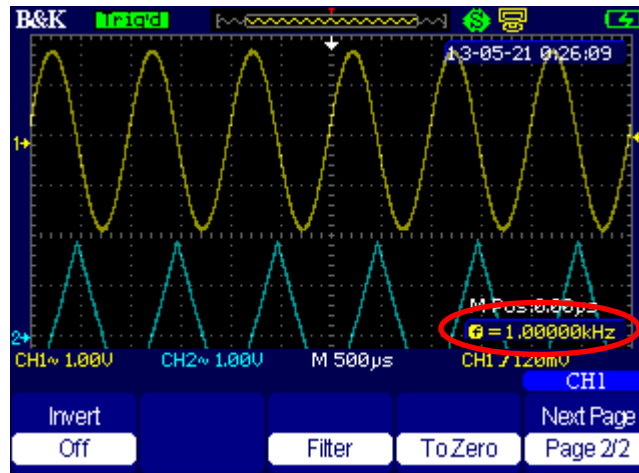 B&K Trig'd S
13-05-21 0:26:09
1
M Pos:0.00µs
2 f = 1.00000kHz
CH1~ 1.00V CH2~ 1.00V M 500µs CH1 / 120mV
CH1
Invert Next Page
Off Filter To Zero Page 2/2